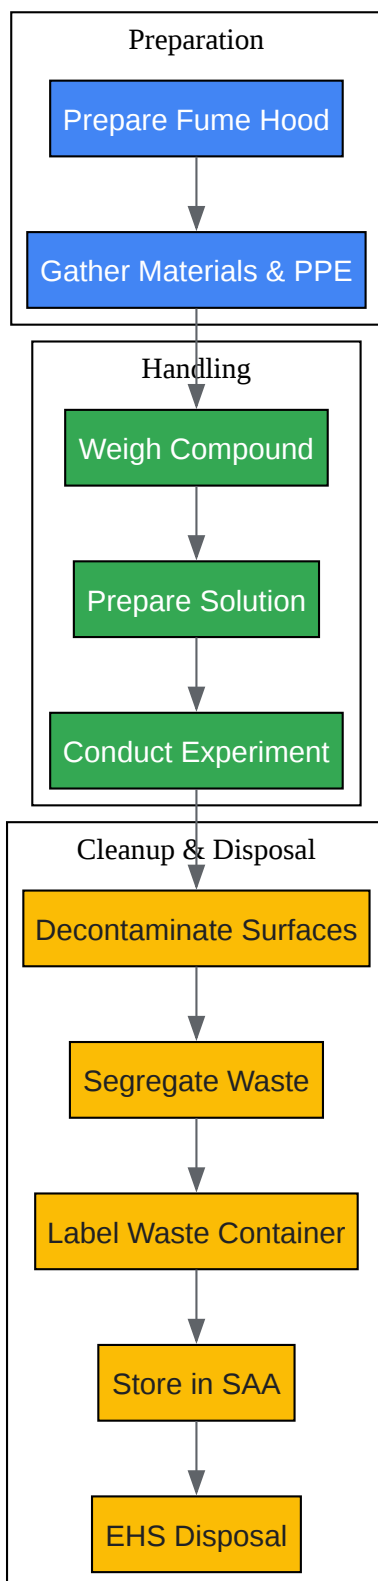 Preparation
Prepare Fume Hood
Gather Materials & PPE
Handling
Weigh Compound
Prepare Solution
Conduct Experiment
Cleanup & Disposal
Decontaminate Surfaces
Segregate Waste
Label Waste Container
Store in SAA
EHS Disposal